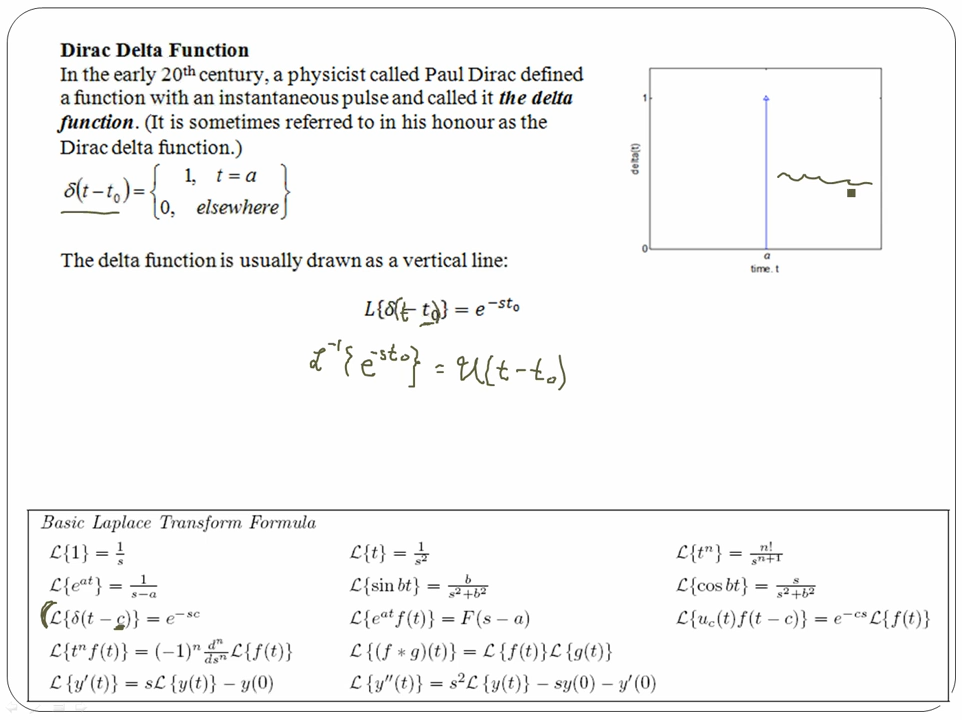 Dirac Delta Function
In the early 20th century, a physicist called Paul Dirac defined
a function with an instantaneous pulse and called it the delta
function. (It is sometimes referred to in his honour as the
Dirac delta function.)
δ(t − t₀) = { 1, t = a
0, elsewhere }
1
delta(t)
0
a
time, t
The delta function is usually drawn as a vertical line:
L{δ(t − t₀)} = e^{−st₀}
ℒ^{-1}{e^{-st₀}} = 𝒰(t − t₀)
Basic Laplace Transform Formula
ℒ{1} = 1/s ℒ{t} = 1/s² ℒ{tⁿ} = n!/s^{n+1}
ℒ{e^{at}} = 1/(s−a) ℒ{sin bt} = b/(s²+b²) ℒ{cos bt} = s/(s²+b²)
ℒ{δ(t − c)} = e^{−sc} ℒ{e^{at} f(t)} = F(s − a) ℒ{u_c(t)f(t − c)} = e^{−cs}ℒ{f(t)}
ℒ{tⁿ f(t)} = (−1)ⁿ dⁿ/dsⁿ ℒ{f(t)} ℒ{(f ∗ g)(t)} = ℒ{f(t)}ℒ{g(t)}
ℒ{y′(t)} = sℒ{y(t)} − y(0) ℒ{y″(t)} = s²ℒ{y(t)} − sy(0) − y′(0)